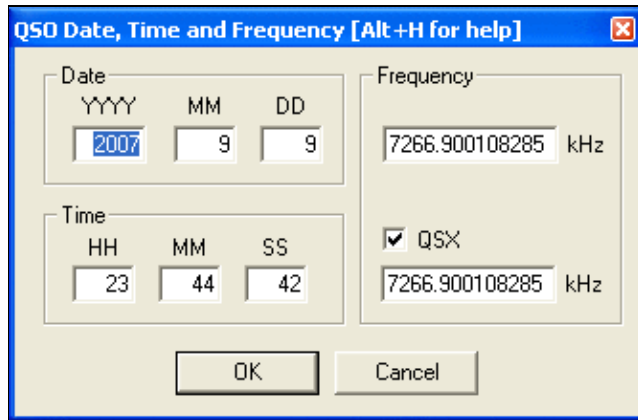 QSO Date, Time and Frequency [Alt+H for help]
Date
YYYY MM DD
2007 9 9
Time
HH MM SS
23 44 42
Frequency
7266.900108285 kHz
QSX
7266.900108285 kHz
OK Cancel